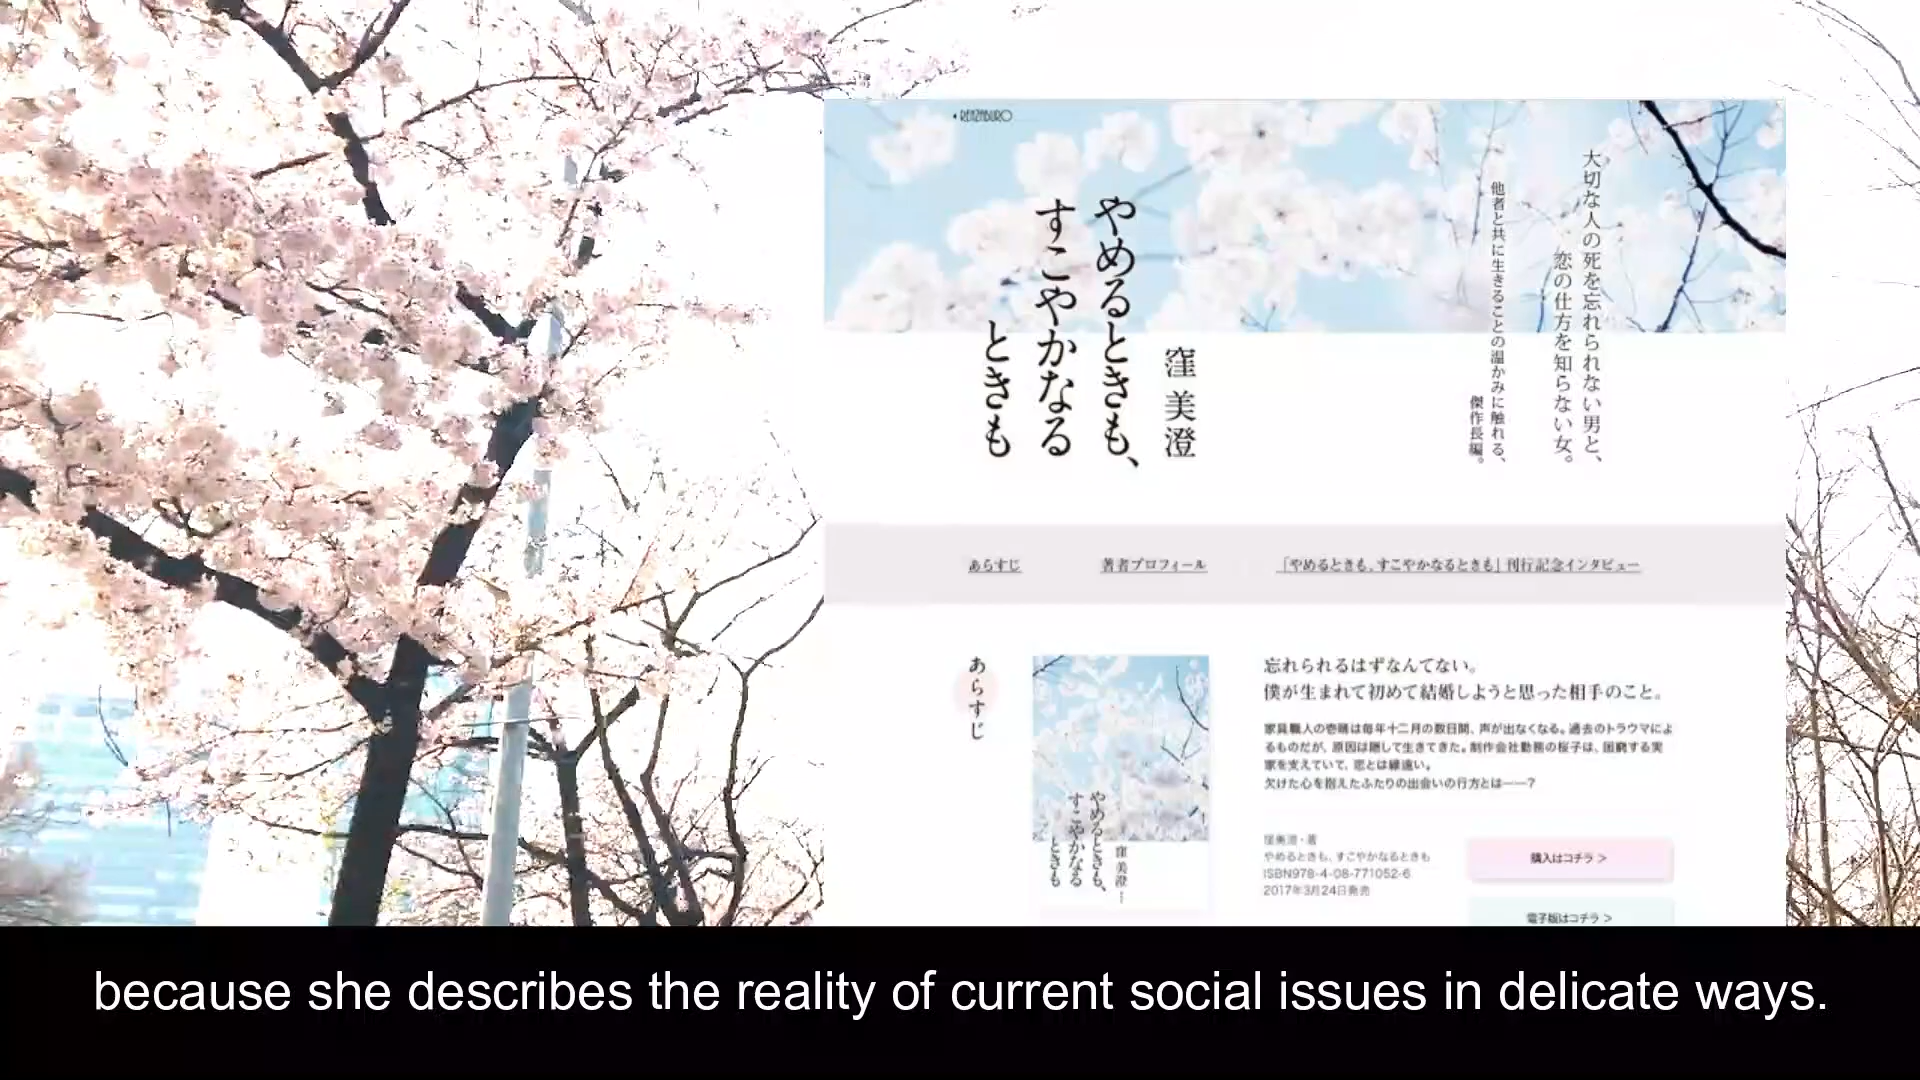 RENZABURO
大切な人の死を忘れられない男と、
恋の仕方を知らない女。
他者と共に生きることの温かみに触れる、
傑作長編。
窪 美澄
やめるときも、
すこやかなる
ときも
あらすじ
著者プロフィール
「やめるときも、すこやかなるときも」刊行記念インタビュー
あらすじ
窪 美澄
やめるときも、
すこやかなる
ときも
忘れられるはずなんてない。
僕が生まれて初めて結婚しようと思った相手のこと。
家具職人の壱晴は毎年十二月の数日間、声が出なくなる。過去のトラウマによ
るものだが、原因は隠して生きてきた。制作会社勤務の桜子は、困窮する実
家を支えていて、恋とは縁遠い。
欠けた心を抱えたふたりの出会いの行方とは——?
窪美澄・著
やめるときも、すこやかなるときも
ISBN978-4-08-771052-6
2017年3月24日発売
購入はコチラ >
電子版はコチラ >
because she describes the reality of current social issues in delicate ways.